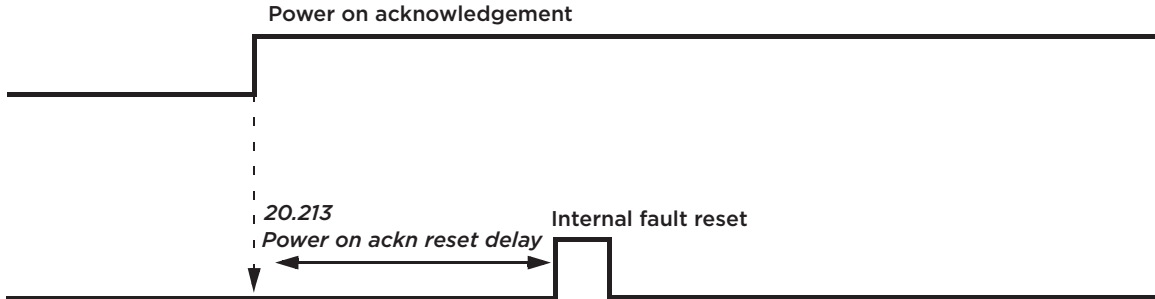 Power on acknowledgement
20.213
Power on ackn reset delay
Internal fault reset